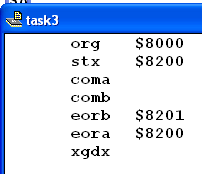 task3
org $8000
stx $8200
coma
comb
eorb $8201
eora $8200
xgdx